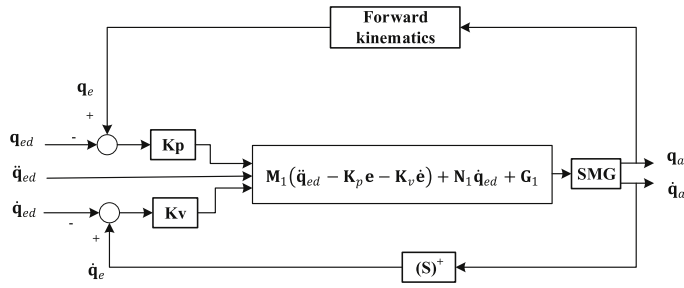 Forward
kinematics
q_e
+
q_ed
-
Kp
q̈_ed
M₁(q̈_ed − K_p e − K_v ė) + N₁q̇_ed + G₁
SMG
q_a
q̇_a
q̇_ed
-
Kv
+
q̇_e
(S)⁺